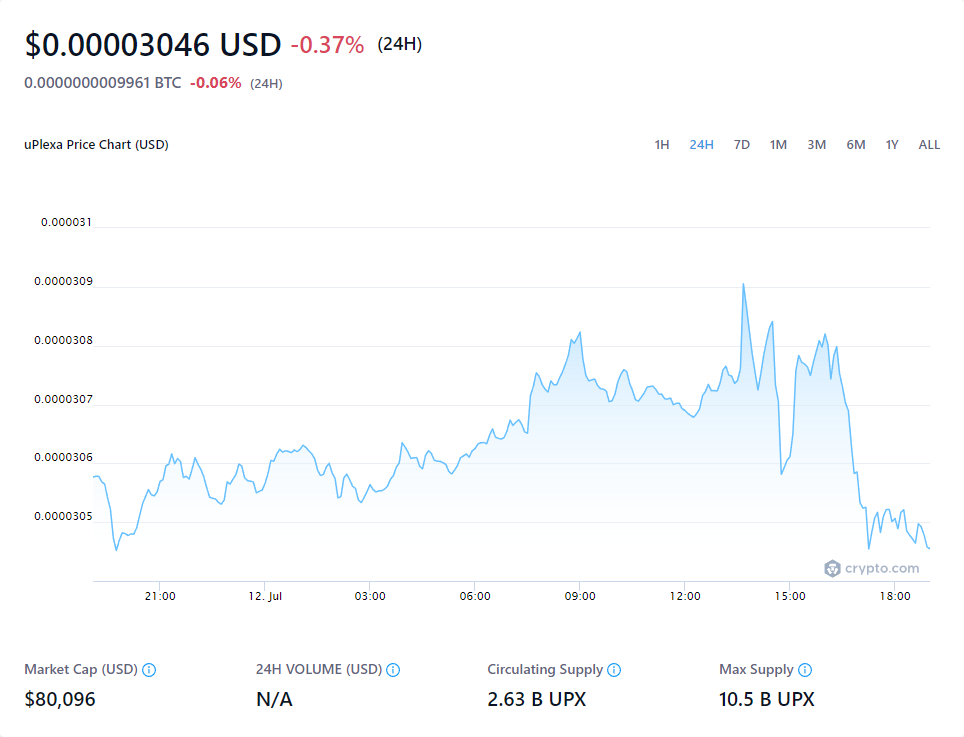 $0.00003046 USD -0.37% (24H)
0.0000000009961 BTC -0.06% (24H)
uPlexa Price Chart (USD) 1H 24H 7D 1M 3M 6M 1Y ALL
0.000031
0.0000309
0.0000308
0.0000307
0.0000306
0.0000305
crypto.com
21:00 12. Jul 03:00 06:00 09:00 12:00 15:00 18:00
Market Cap (USD) 24H VOLUME (USD) Circulating Supply Max Supply
$80,096 N/A 2.63 B UPX 10.5 B UPX